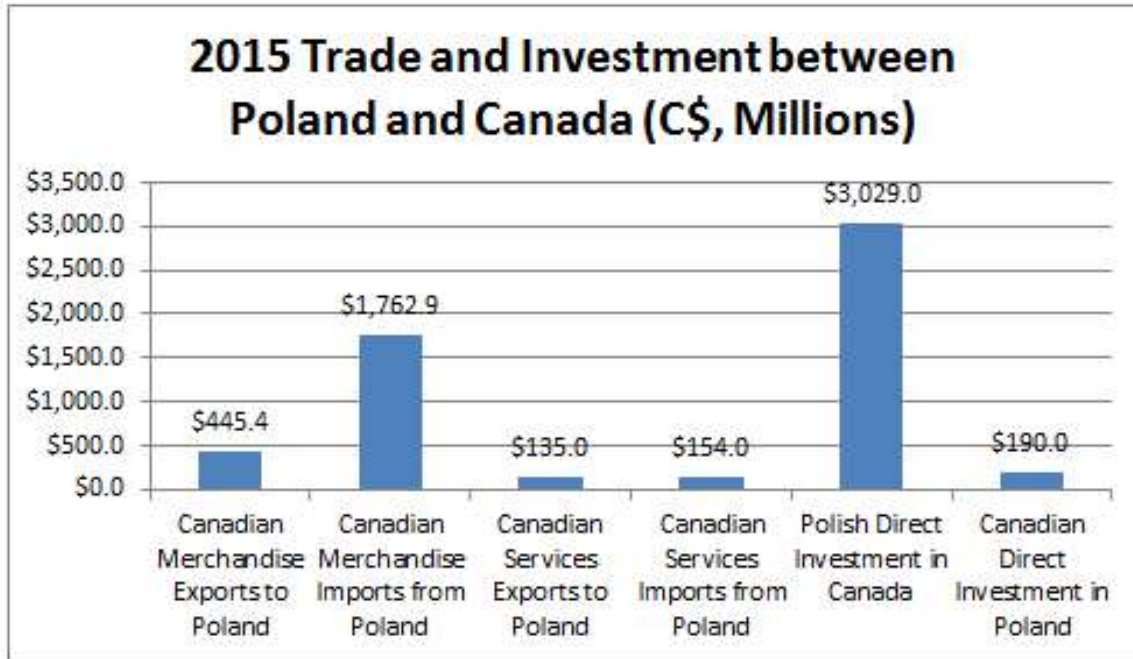 2015 Trade and Investment between
Poland and Canada (C$, Millions)
$3,500.0
$3,000.0
$2,500.0
$2,000.0
$1,500.0
$1,000.0
$500.0
$0.0
$445.4
$1,762.9
$135.0
$154.0
$3,029.0
$190.0
Canadian
Merchandise
Exports to
Poland
Canadian
Merchandise
Imports from
Poland
Canadian
Services
Exports to
Poland
Canadian
Services
Imports from
Poland
Polish Direct
Investment in
Canada
Canadian
Direct
Investment in
Poland